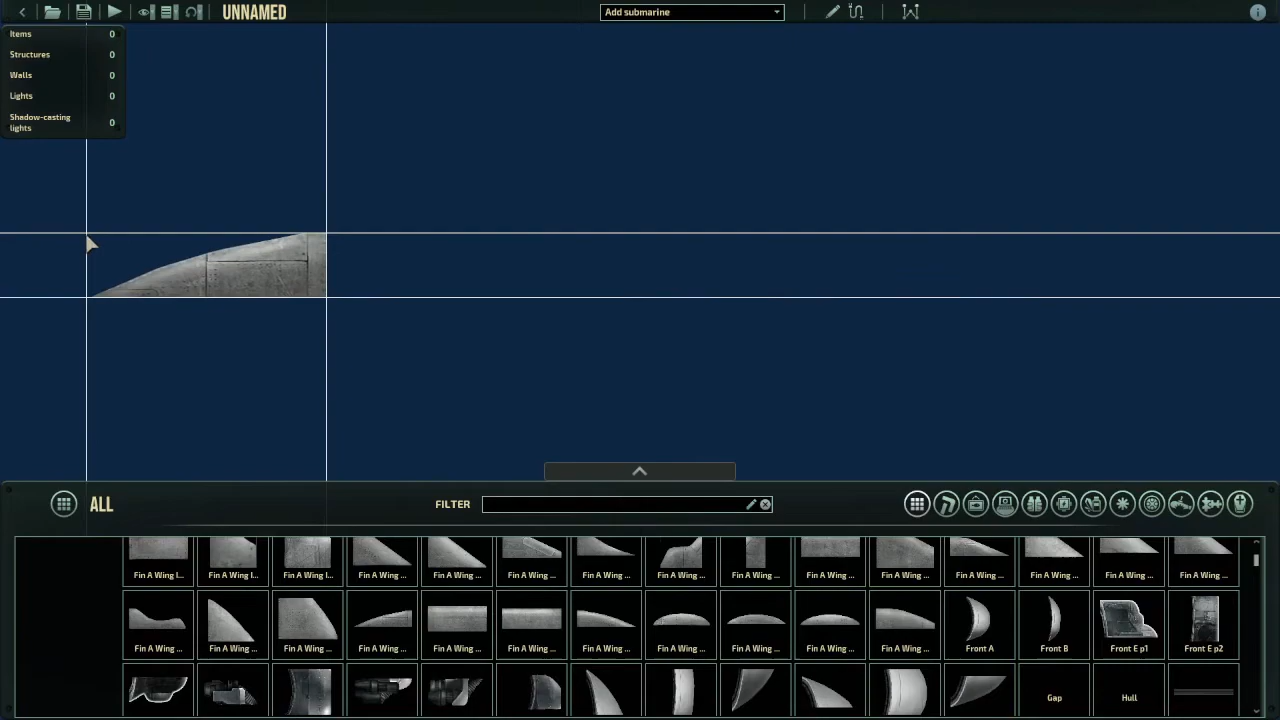 UNNAMED
Add submarine
Items 0
Structures 0
Walls 0
Lights 0
Shadow-casting
lights 0
ALL
FILTER
Fin A Wing l... Fin A Wing l... Fin A Wing l... Fin A Wing ... Fin A Wing ... Fin A Wing ... Fin A Wing ... Fin A Wing ... Fin A Wing ... Fin A Wing ... Fin A Wing ... Fin A Wing ... Fin A Wing ... Fin A Wing ... Fin A Wing ...
Fin A Wing ... Fin A Wing ... Fin A Wing ... Fin A Wing ... Fin A Wing ... Fin A Wing ... Fin A Wing ... Fin A Wing ... Fin A Wing ... Fin A Wing ... Fin A Wing ... Front A Front B Front E p1 Front E p2
Gap Hull